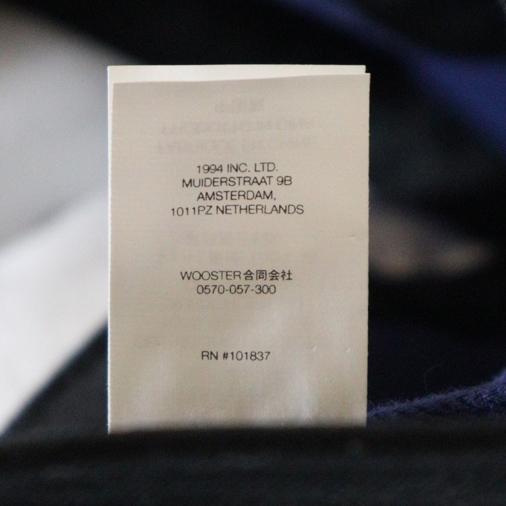 1994 INC. LTD.
MUIDERSTRAAT 9B
AMSTERDAM,
1011PZ NETHERLANDS
WOOSTER合同会社
0570-057-300
RN #101837